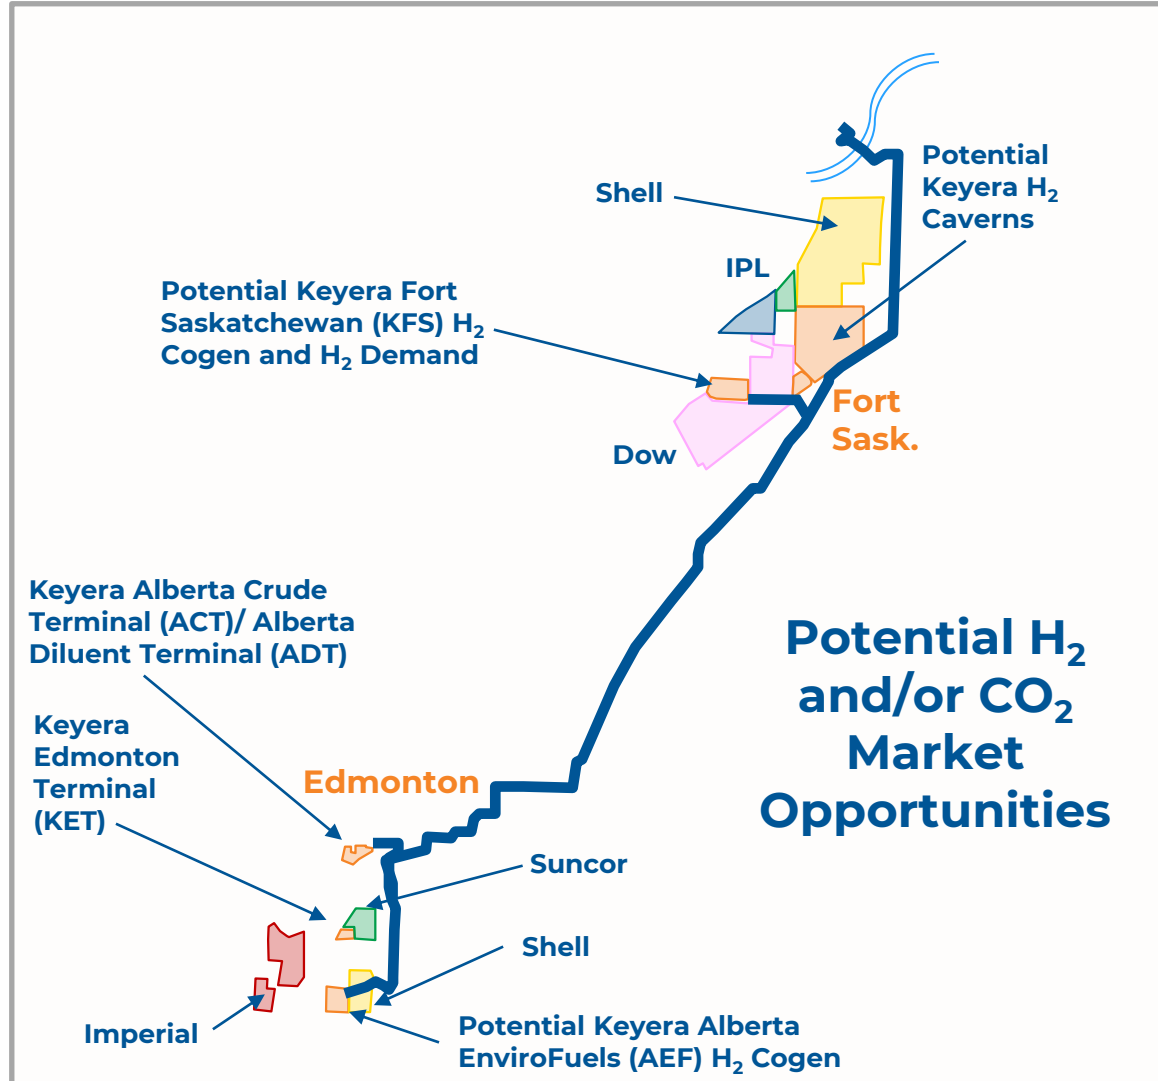 Potential
Keyera H₂
Caverns
Shell
IPL
Potential Keyera Fort
Saskatchewan (KFS) H₂
Cogen and H₂ Demand
Fort
Sask.
Dow
Keyera Alberta Crude
Terminal (ACT)/ Alberta
Diluent Terminal (ADT)
Potential H₂
and/or CO₂
Market
Opportunities
Keyera
Edmonton
Terminal
(KET)
Edmonton
Suncor
Shell
Imperial
Potential Keyera Alberta
EnviroFuels (AEF) H₂ Cogen